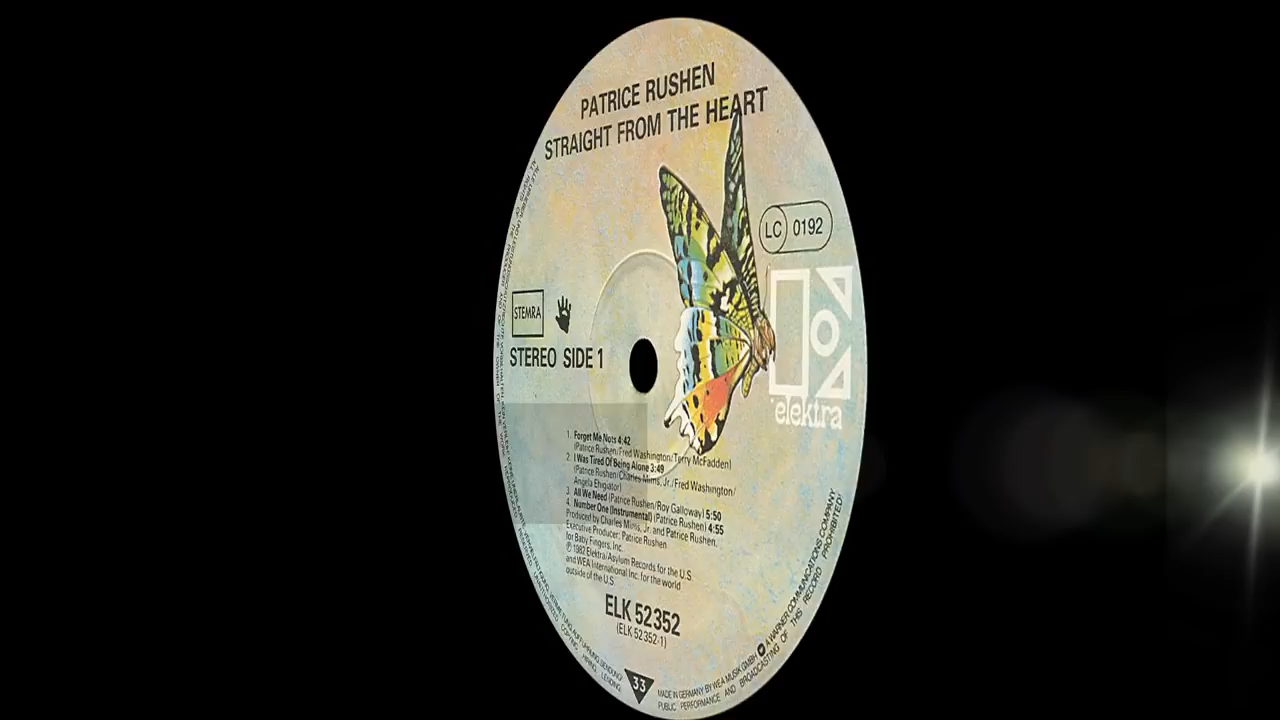 PATRICE RUSHEN
STRAIGHT FROM THE HEART
LC 0192
STEMRA
STEREO SIDE 1
elektra
1. Forget Me Nots 4:42
(Patrice Rushen/Fred Washington/Terry McFadden)
2. I Was Tired Of Being Alone 3:49
(Patrice Rushen/Charles Mims, Jr./Fred Washington/
Angela Ehigiator)
3. All We Need (Patrice Rushen/Roy Galloway) 5:50
4. Number One (Instrumental) (Patrice Rushen) 4:55
Produced by Charles Mims, Jr. and Patrice Rushen.
Executive Producer: Patrice Rushen
for Baby Fingers, Inc.
℗ 1982 Elektra/Asylum Records for the U.S.
and WEA International Inc. for the world
outside of the U.S.
ELK 52 352
(ELK 52 352-1)
33
MADE IN GERMANY BY WEA MUSIK GMBH A WARNER COMMUNICATIONS COMPANY
PUBLIC PERFORMANCE AND BROADCASTING OF THIS RECORD PROHIBITED!